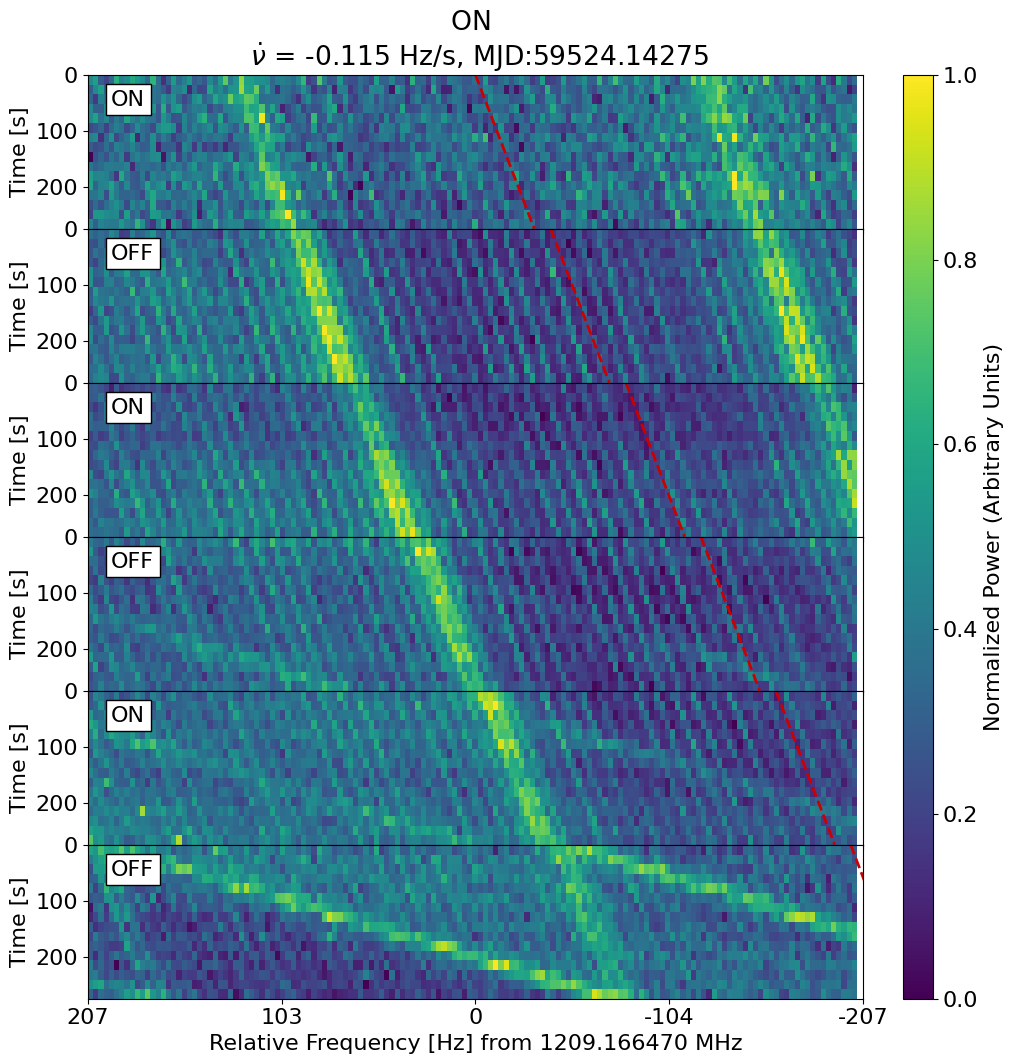 ON
ν̇ = -0.115 Hz/s, MJD:59524.14275
0
ON
100
Time [s]
200
0
OFF
100
Time [s]
200
0
ON
100
Time [s]
200
0
OFF
100
Time [s]
200
0
ON
100
Time [s]
200
0
OFF
100
Time [s]
200
207 103 0 -104 -207
Relative Frequency [Hz] from 1209.166470 MHz
1.0
0.8
0.6
0.4
0.2
0.0
Normalized Power (Arbitrary Units)